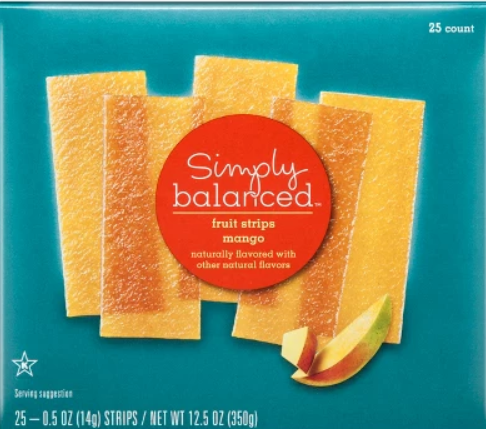 25 count
Simply
balanced™
fruit strips
mango
naturally flavored with
other natural flavors
K
Serving suggestion
25 – 0.5 OZ (14g) STRIPS / NET WT 12.5 OZ (350g)